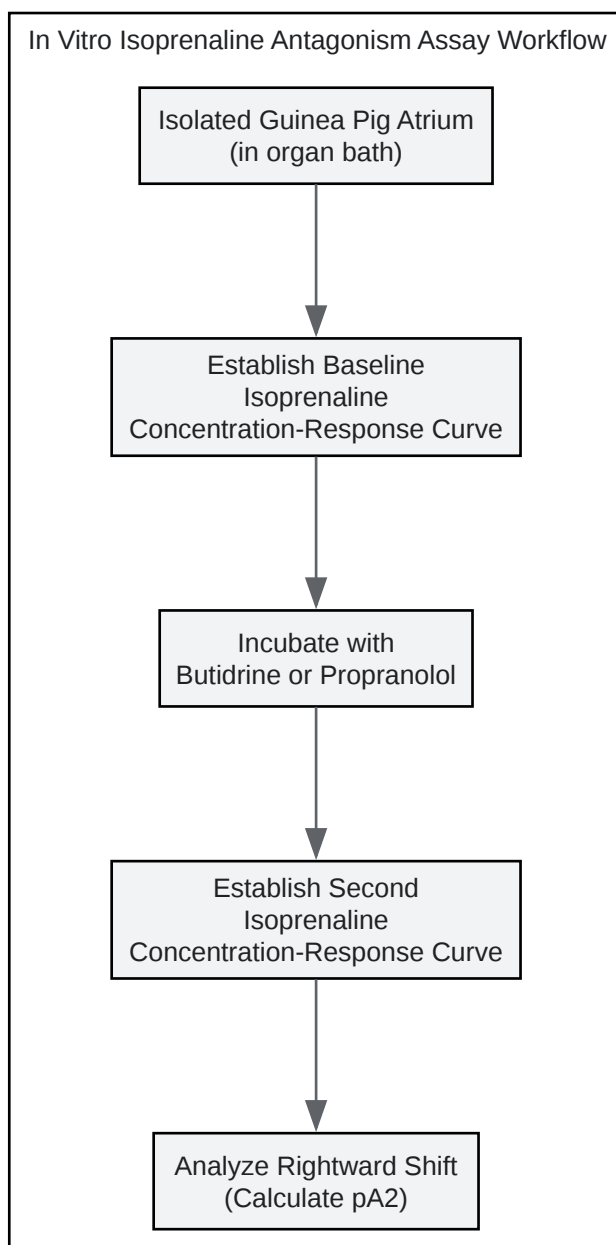 In Vitro Isoprenaline Antagonism Assay Workflow
Isolated Guinea Pig Atrium
(in organ bath)
Establish Baseline
Isoprenaline
Concentration-Response Curve
Incubate with
Butidrine or Propranolol
Establish Second
Isoprenaline
Concentration-Response Curve
Analyze Rightward Shift
(Calculate pA2)